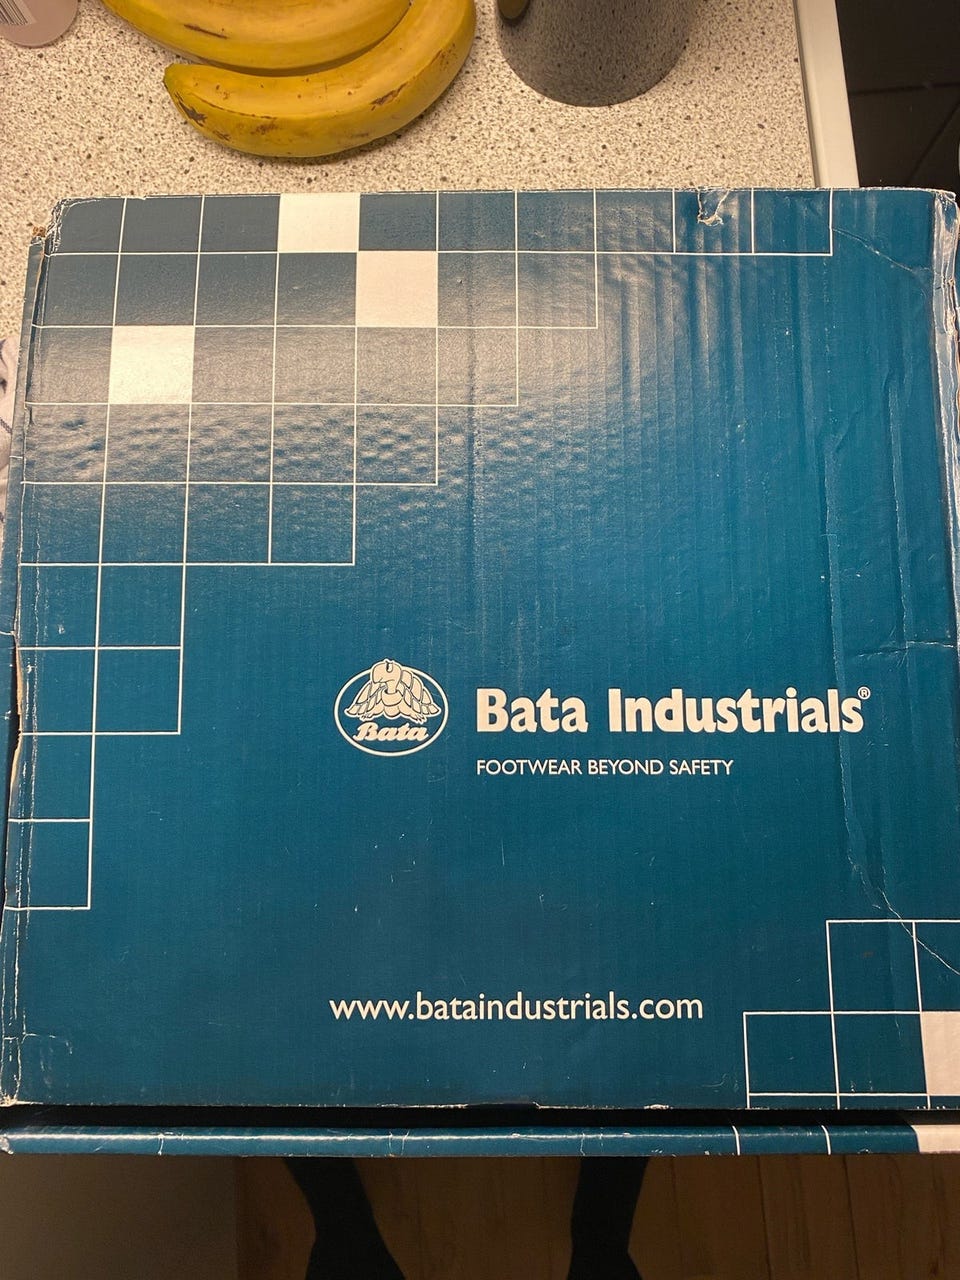 Bata
Bata Industrials®
FOOTWEAR BEYOND SAFETY
www.bataindustrials.com